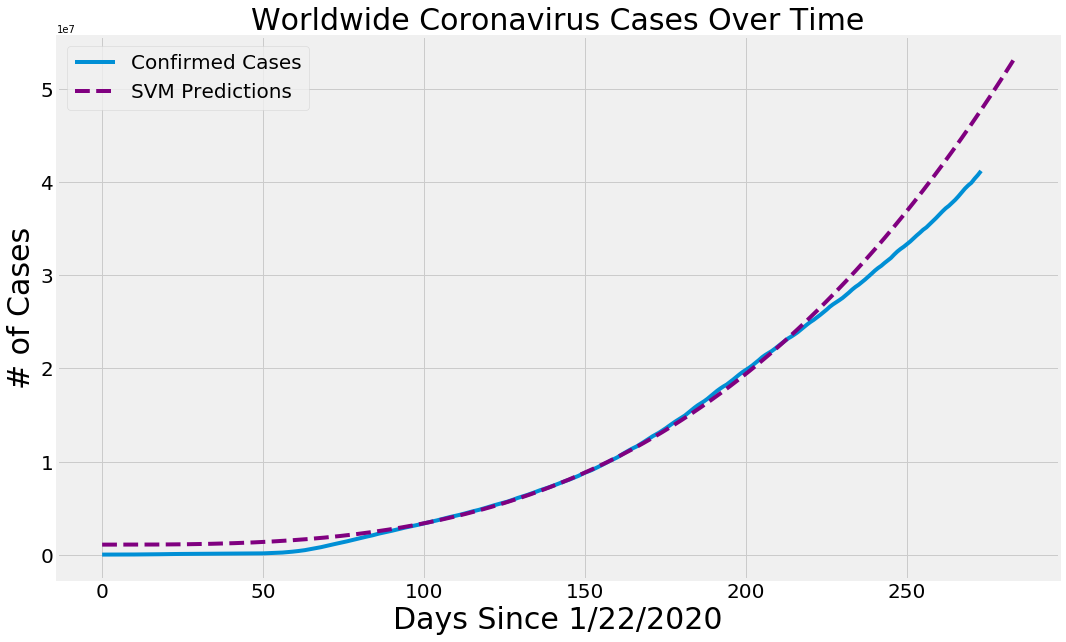 Worldwide Coronavirus Cases Over Time
1e7
Confirmed Cases
SVM Predictions
5
4
3
2
1
0
# of Cases
0 50 100 150 200 250
Days Since 1/22/2020